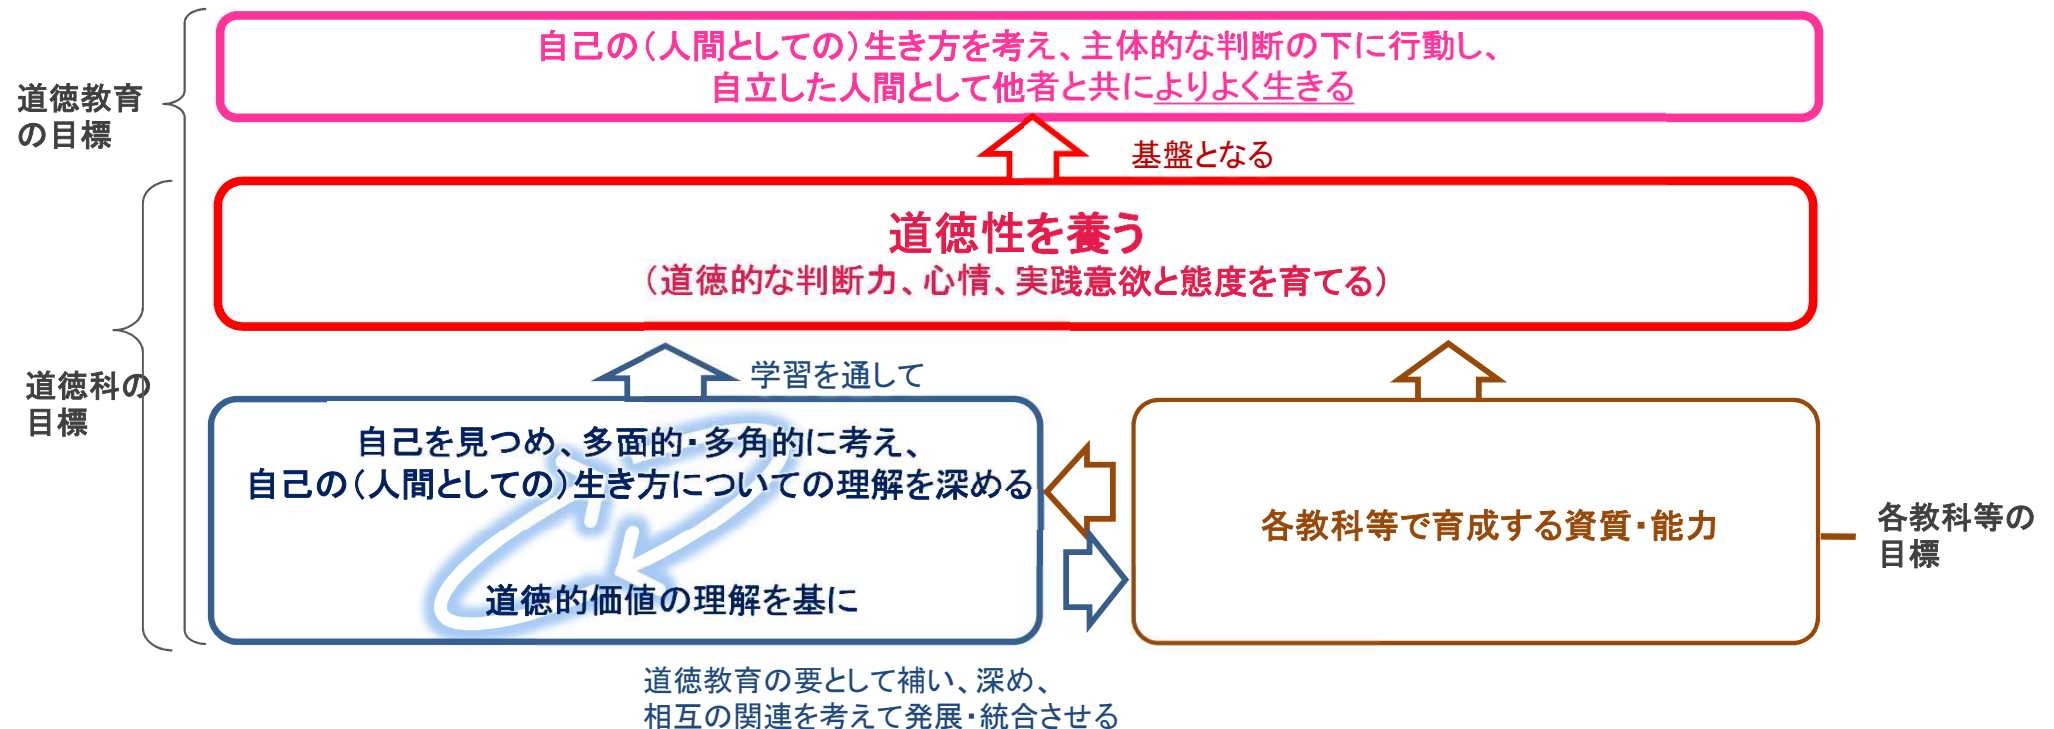 自己の（人間としての）生き方を考え、主体的な判断の下に行動し、
自立した人間として他者と共によりよく生きる
道徳教育
の目標
基盤となる
道徳性を養う
（道徳的な判断力、心情、実践意欲と態度を育てる）
道徳科の
目標
学習を通して
自己を見つめ、多面的・多角的に考え、
自己の（人間としての）生き方についての理解を深める
道徳的価値の理解を基に
各教科等で育成する資質・能力
各教科等の
目標
道徳教育の要として補い、深め、
相互の関連を考えて発展・統合させる